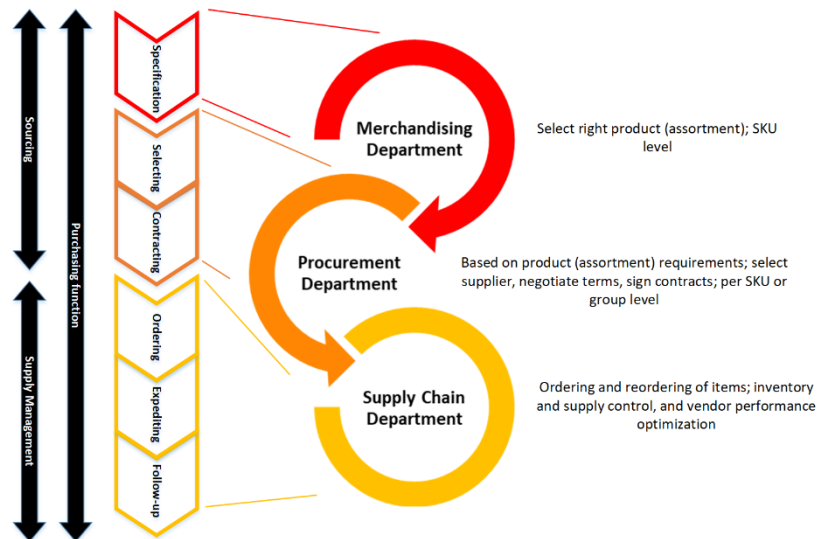 Sourcing
Supply Management
Purchasing function
Specification
Selecting
Contracting
Ordering
Expediting
Follow-up
Merchandising
Department
Select right product (assortment); SKU
level
Procurement
Department
Based on product (assortment) requirements; select
supplier, negotiate terms, sign contracts; per SKU or
group level
Supply Chain
Department
Ordering and reordering of items; inventory
and supply control, and vendor performance
optimization